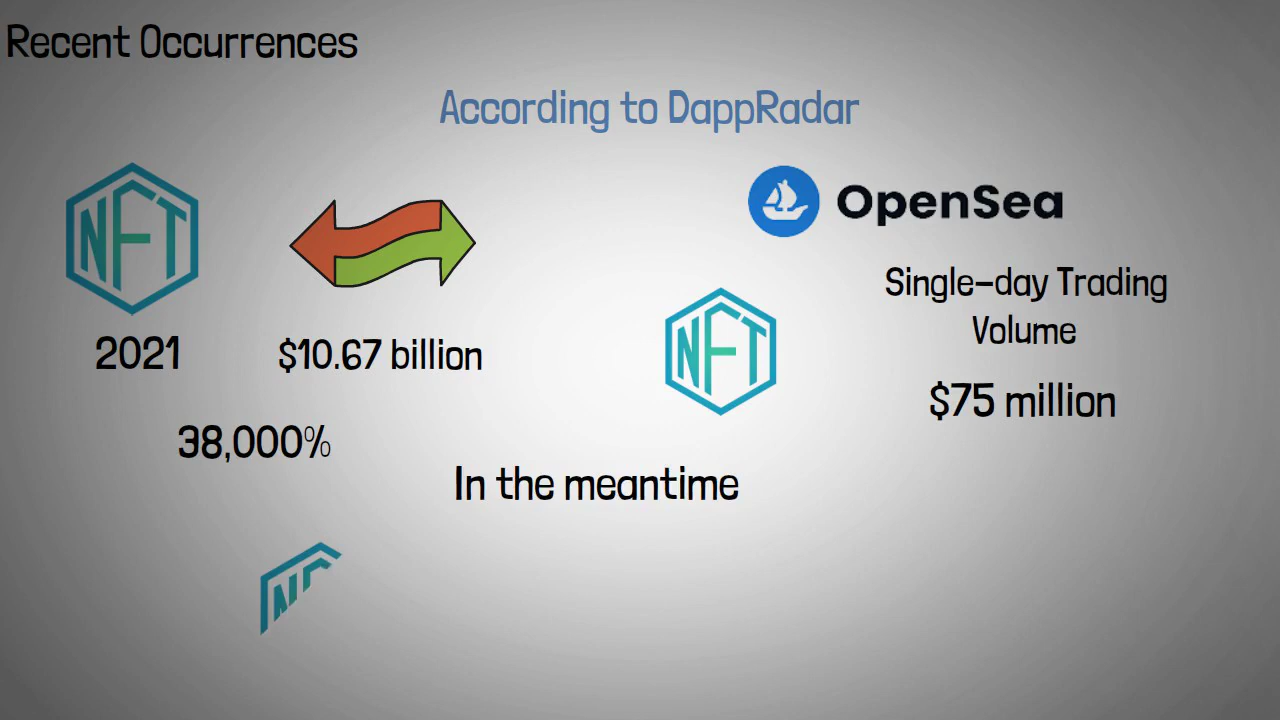 Recent Occurrences
According to DappRadar
NFT
2021
$10.67 billion
38,000%
OpenSea
NFT
Single-day Trading
Volume
$75 million
In the meantime